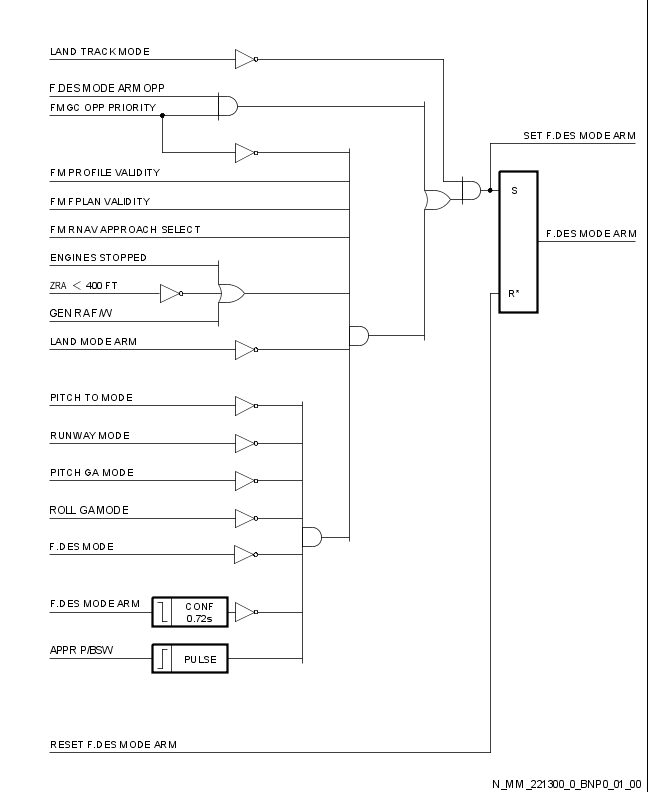 LAND TRACK MODE
F.DES MODE ARM OPP
FMGC OPP PRIORITY
SET F.DES MODE ARM
FM PROFILE VALIDITY
S
FM FPLAN VALIDITY
FM RNAV APPROACH SELECT
F.DES MODE ARM
ENGINES STOPPED
ZRA < 400 FT
R*
GEN RA F/W
LAND MODE ARM
PITCH TO MODE
RUNWAY MODE
PITCH GA MODE
ROLL GA MODE
F.DES MODE
F.DES MODE ARM
CONF
0.72s
APPR P/BSW
PULSE
RESET F.DES MODE ARM
N_MM_221300_0_BNP0_01_00